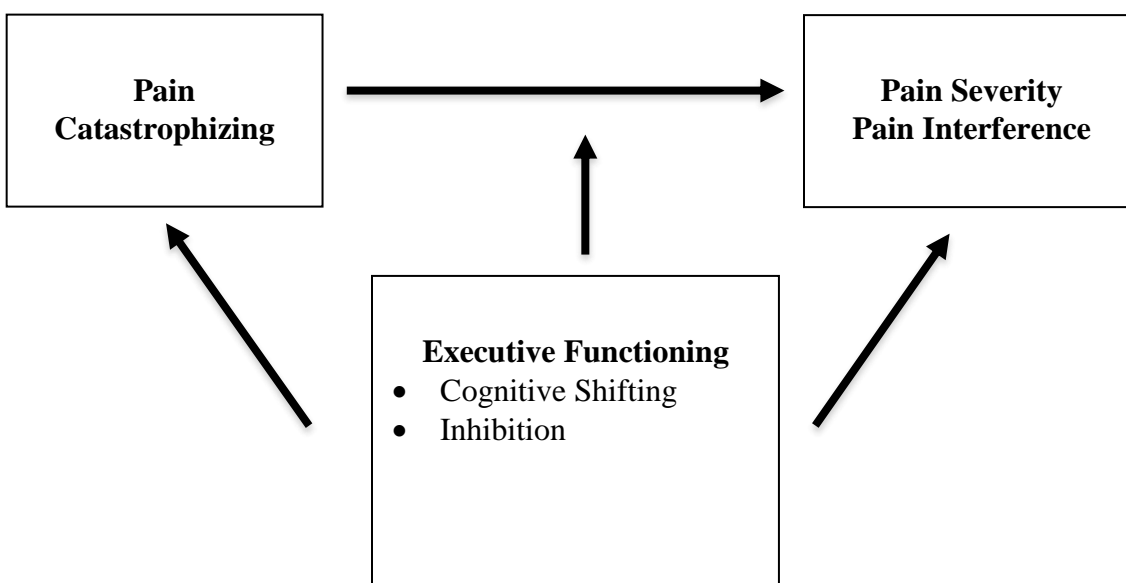 Pain
Catastrophizing
Pain Severity
Pain Interference
Executive Functioning
• Cognitive Shifting
• Inhibition